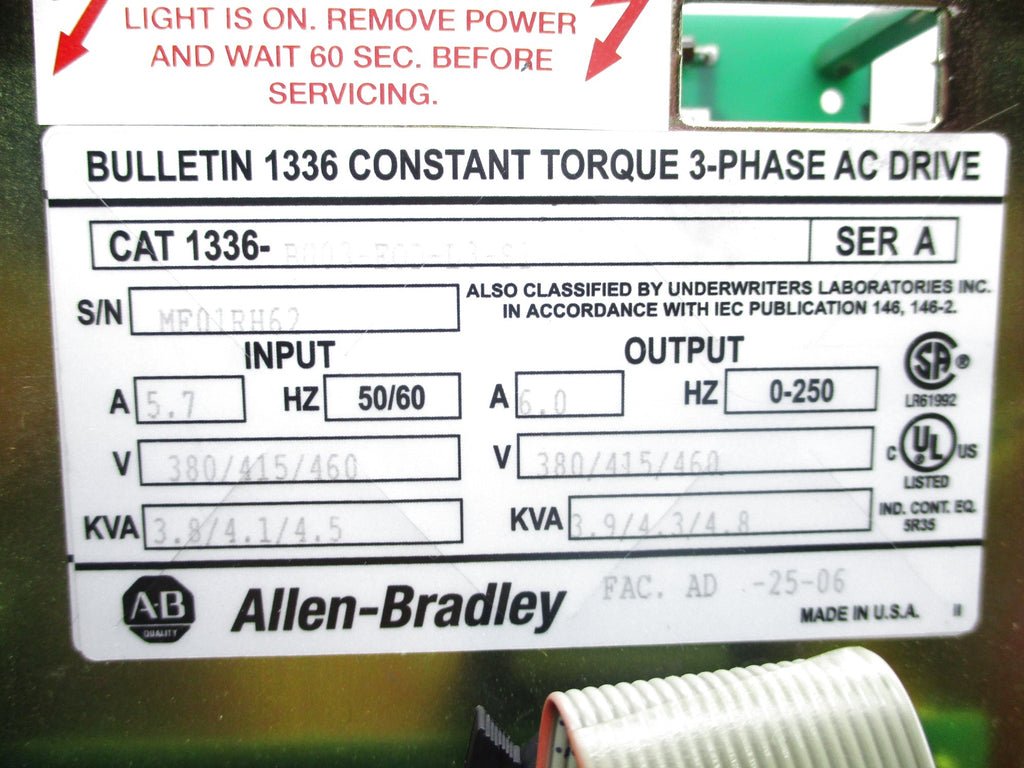 LIGHT IS ON. REMOVE POWER
AND WAIT 60 SEC. BEFORE
SERVICING.
BULLETIN 1336 CONSTANT TORQUE 3-PHASE AC DRIVE
CAT 1336-
SER A
S/N MF01RH62
ALSO CLASSIFIED BY UNDERWRITERS LABORATORIES INC.
IN ACCORDANCE WITH IEC PUBLICATION 146, 146-2.
INPUT
OUTPUT
A 5.7 HZ 50/60
A 6.0 HZ 0-250
SA ®
LR61992
V 380/415/460
V 380/415/460
C UL US
LISTED
KVA 3.8/4.1/4.5
KVA 3.9/4.3/4.8
IND. CONT. EQ.
5R35
A-B
QUALITY
Allen-Bradley
FAC. AD -25-06
MADE IN U.S.A.